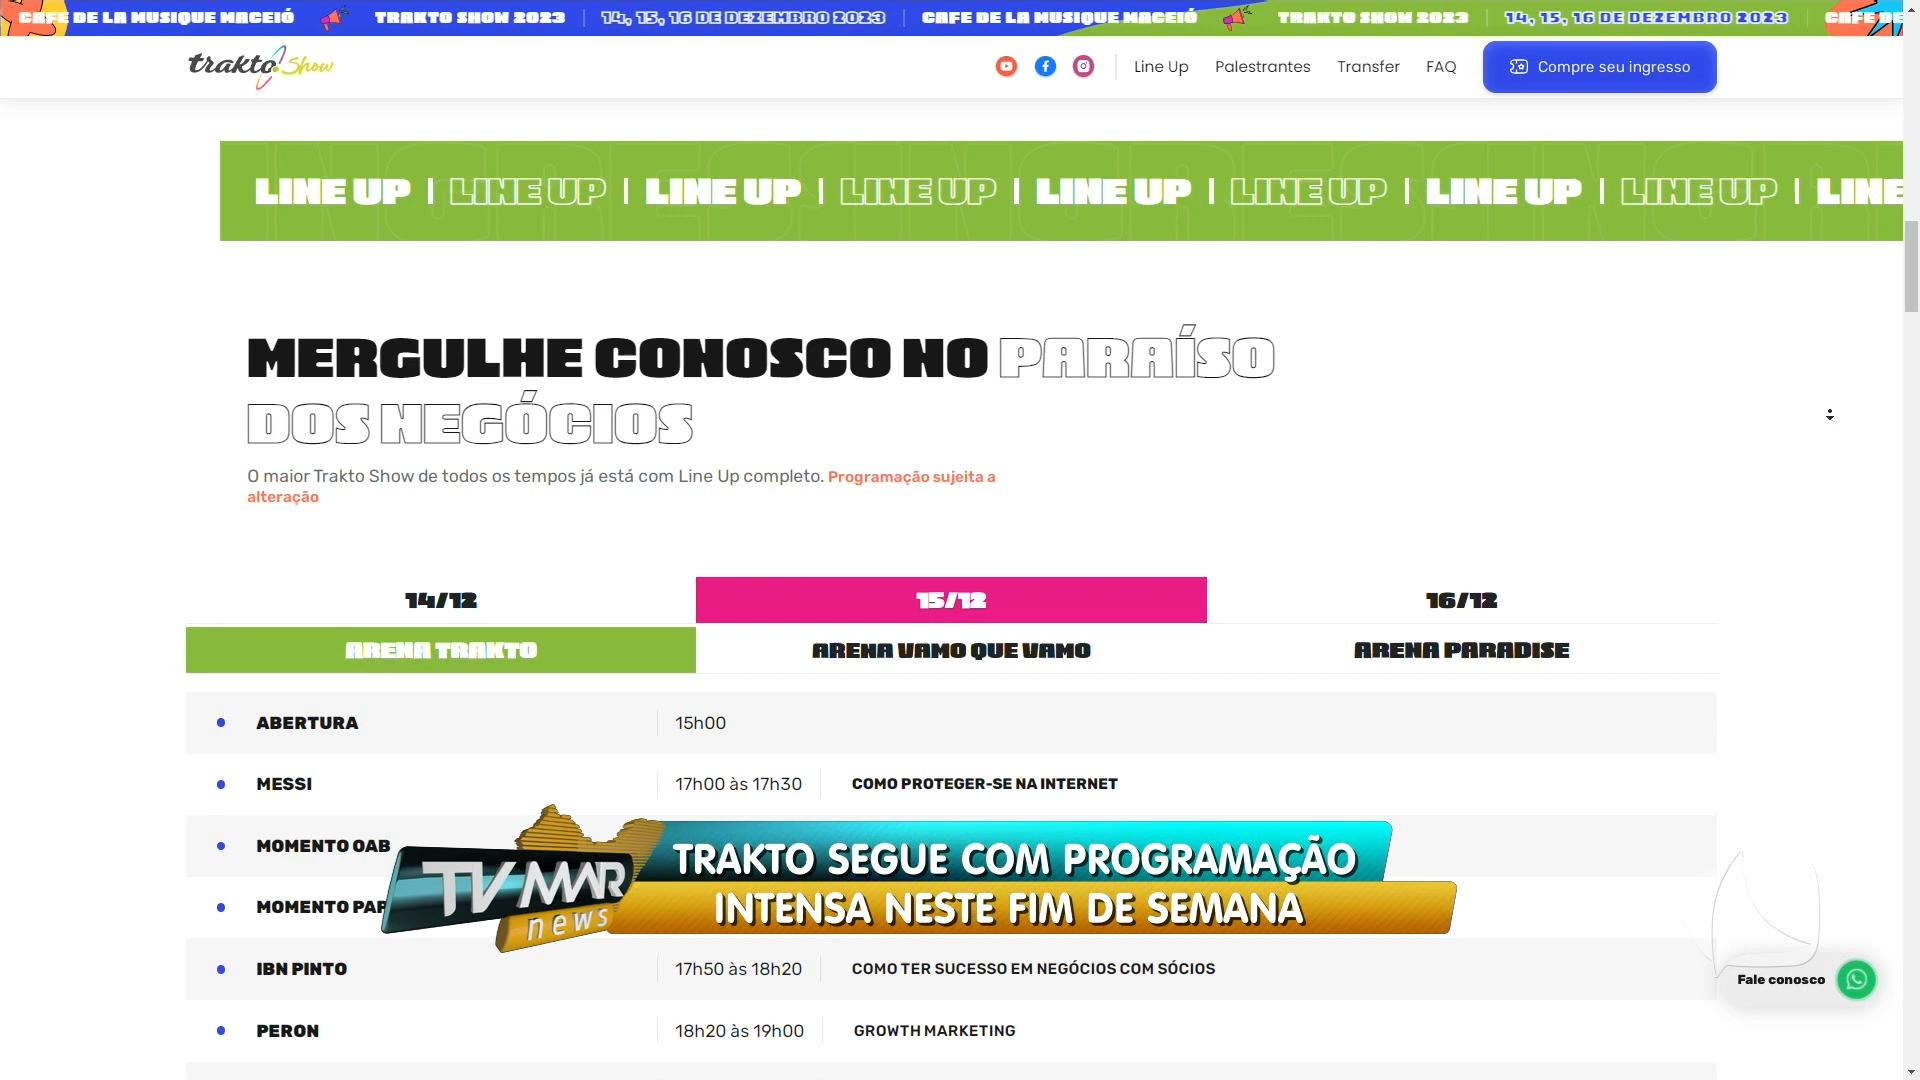 CAFE DE LA MUSIQUE MACEIÓ TRAKTO SHOW 2023 14, 15, 16 DE DEZEMBRO 2023 CAFE DE LA MUSIQUE MACEIÓ TRAKTO SHOW 2023 14, 15, 16 DE DEZEMBRO 2023 CAFE DE
trakto Show Line Up Palestrantes Transfer FAQ Compre seu ingresso
LINE UP LINE UP LINE UP LINE UP LINE UP LINE UP LINE UP LINE UP LINE
MERGULHE CONOSCO NO PARAÍSO
DOS NEGÓCIOS
O maior Trakto Show de todos os tempos já está com Line Up completo. Programação sujeita a
alteração
14/12 15/12 16/12
ARENA TRAKTO ARENA VAMO QUE VAMO ARENA PARADISE
ABERTURA 15h00
MESSI 17h00 às 17h30 COMO PROTEGER-SE NA INTERNET
MOMENTO OAB
MOMENTO
TV MAR news
TRAKTO SEGUE COM PROGRAMAÇÃO
INTENSA NESTE FIM DE SEMANA
IBN PINTO 17h50 às 18h20 COMO TER SUCESSO EM NEGÓCIOS COM SÓCIOS
Fale conosco
PERON 18h20 às 19h00 GROWTH MARKETING